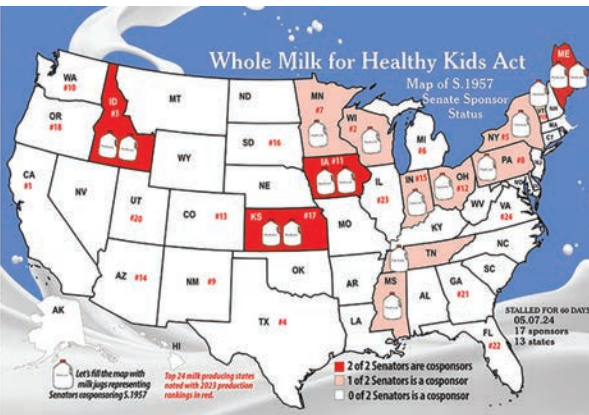 Whole Milk for Healthy Kids Act
Map of S.1957
Senate Sponsor
Status
WA
#10
OR
#18
CA
#1
NV
ID
#3
MT
WY
UT
#20
AZ #14
CO #13
NM #9
ND
SD #16
NE
KS #17
OK
TX #4
MN
#7
IA #11
MO
AR
LA
WI
#2
IL
#23
MI
#6
IN #15
OH
#12
KY
TN
MS
AL
GA
#21
FL
#22
SC
NC
VA
#24
WV
PA #8
NY #5
VT
NH
MA
CT
NJ
ME
AK
HI
STALLED FOR 60 DAYS
05.07.24
17 sponsors
13 states
Let's fill the map with
milk jugs representing
Senators cosponsoring S.1957
Top 24 milk producing states
noted with 2023 production
rankings in red.
2 of 2 Senators are cosponsors
1 of 2 Senators is a cosponsor
0 of 2 Senators is a cosponsor